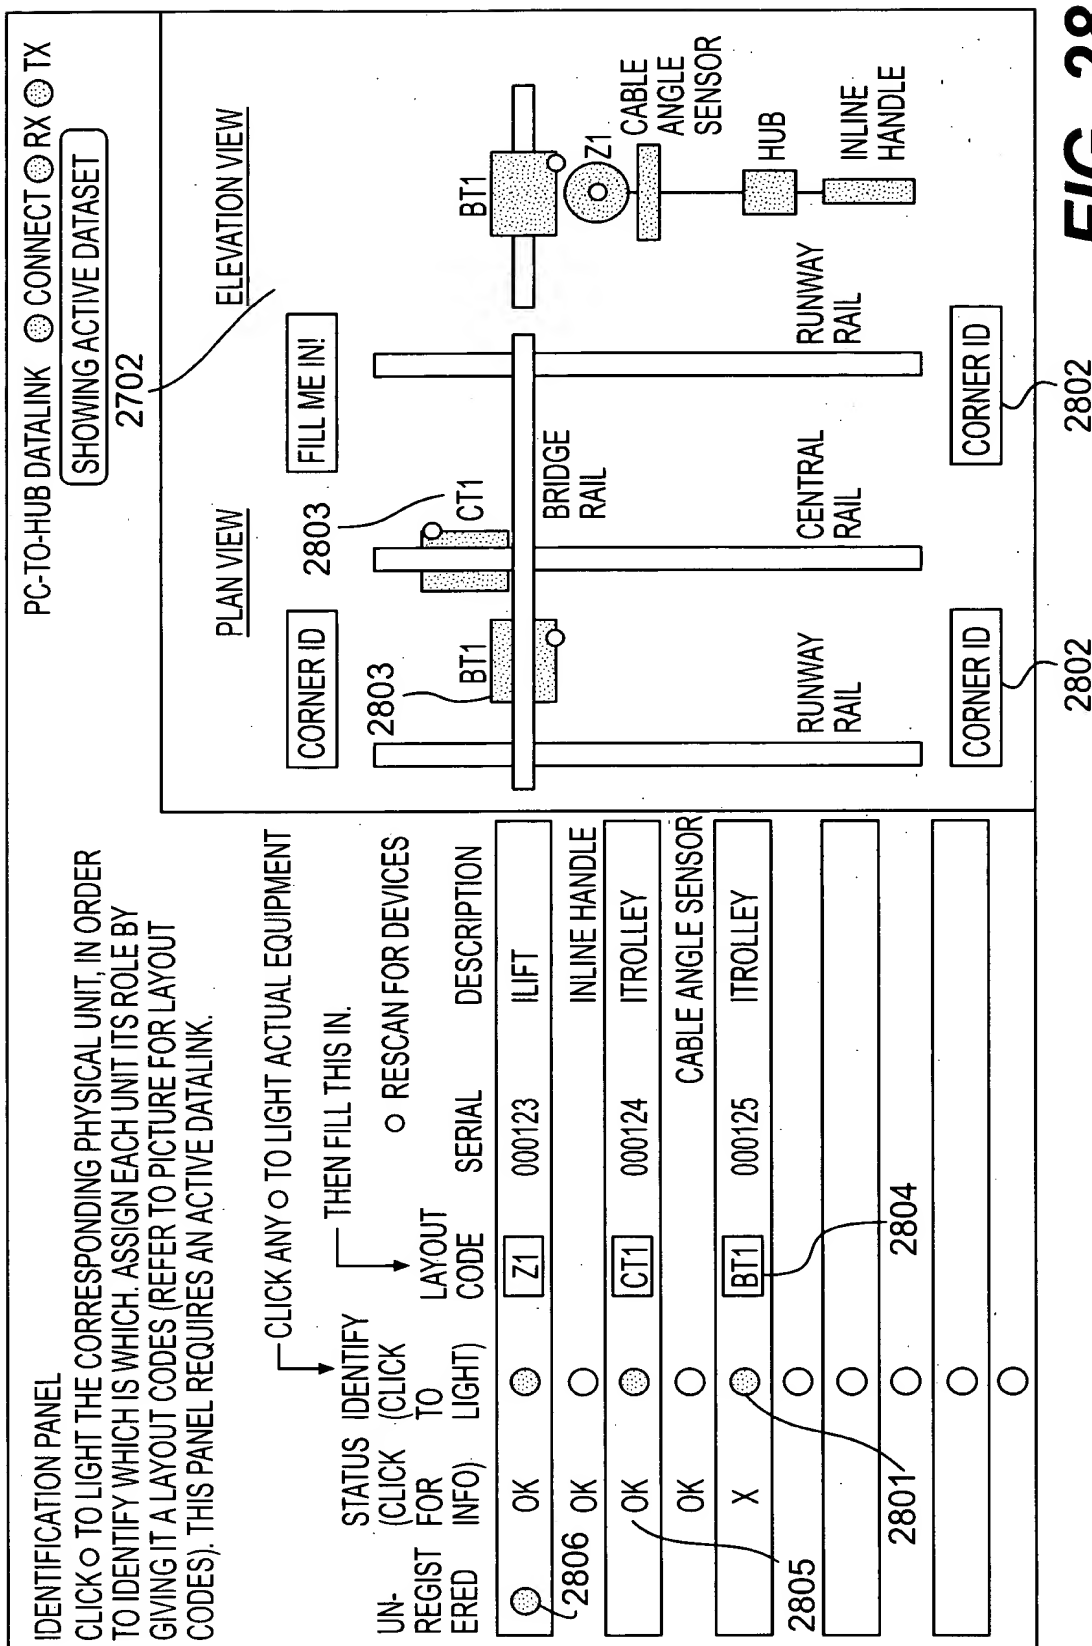 IDENTIFICATION PANEL
CLICK O TO LIGHT THE CORRESPONDING PHYSICAL UNIT, IN ORDER
TO IDENTIFY WHICH IS WHICH. ASSIGN EACH UNIT ITS ROLE BY
GIVING IT A LAYOUT CODES (REFER TO PICTURE FOR LAYOUT
CODES). THIS PANEL REQUIRES AN ACTIVE DATALINK.
PC-TO-HUB DATALINK CONNECT RX TX
SHOWING ACTIVE DATASET
2702
CLICK ANY O TO LIGHT ACTUAL EQUIPMENT
THEN FILL THIS IN.
O RESCAN FOR DEVICES
UN-
REGIST
ERED
STATUS
(CLICK
FOR
INFO)
IDENTIFY
(CLICK
TO
LIGHT)
LAYOUT
CODE
SERIAL
DESCRIPTION
OK Z1 000123 ILIFT
2806
OK INLINE HANDLE
OK CT1 000124 ITROLLEY
2805
OK CABLE ANGLE SENSOR
X BT1 000125 ITROLLEY
2801
2804
PLAN VIEW
ELEVATION VIEW
CORNER ID
FILL ME IN!
2803
2803
BT1
CT1
BRIDGE
RAIL
RUNWAY
RAIL
CENTRAL
RAIL
RUNWAY
RAIL
CORNER ID
CORNER ID
2802
2802
BT1
Z1
CABLE
ANGLE
SENSOR
HUB
INLINE
HANDLE
FIG. 28